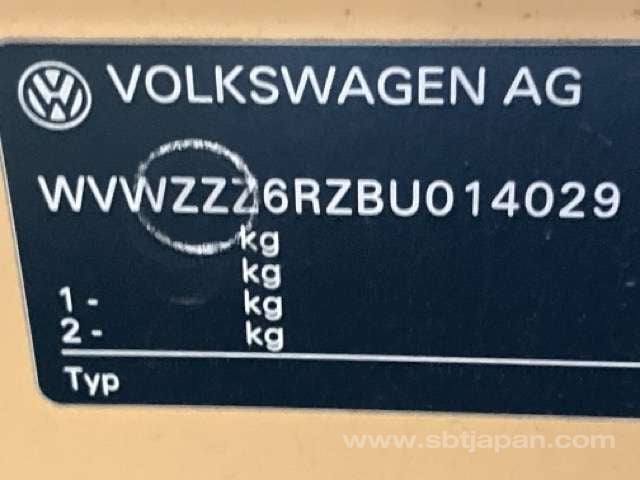 VOLKSWAGEN AG
WVWZZZ6RZBU014029
kg
kg
1 - kg
2 - kg
Typ
www.sbtjapan.com